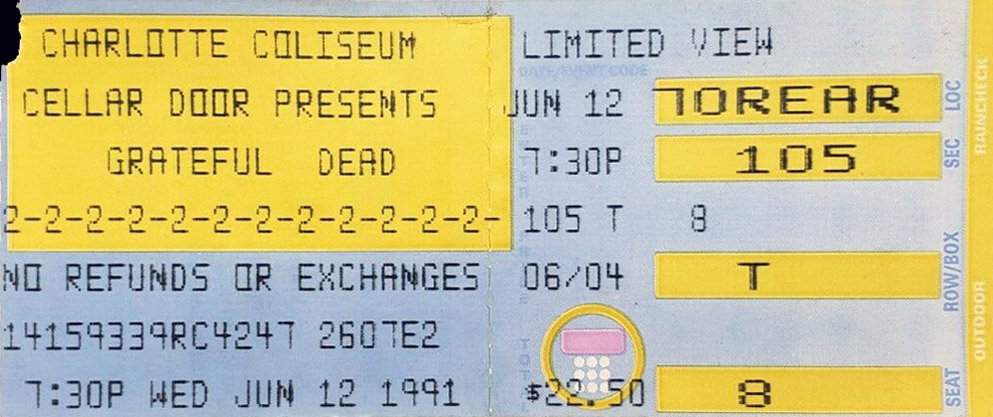 CHARLOTTE COLISEUM
CELLAR DOOR PRESENTS
GRATEFUL DEAD
2-2-2-2-2-2-2-2-2-2-2-2-
NO REFUNDS OR EXCHANGES
14159339RC4247 2607E2
7:30P WED JUN 12 1991
LIMITED VIEW
DATE/EVENT CODE
JUN 12
7:30P
105 T 8
06/04
$22.50
70REAR
105
T
8
LOC
SEC
ROW/BOX
SEAT
RAINCHECK
OUTDOOR